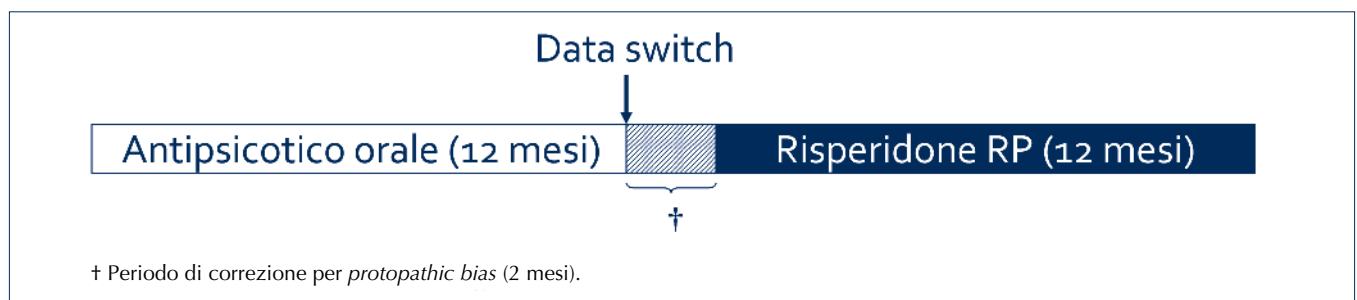 Data switch
Antipsicotico orale (12 mesi)
Risperidone RP (12 mesi)
†
† Periodo di correzione per protopathic bias (2 mesi).